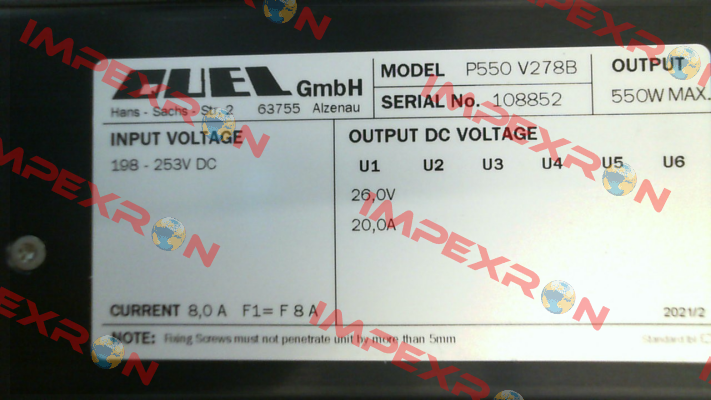 GmbH
Hans - Sachs - Str. 2 63755 Alzenau
MODEL P550 V278B
SERIAL No. 108852
OUTPUT
550W MAX.
INPUT VOLTAGE
198 - 253V DC
OUTPUT DC VOLTAGE
U1 U2 U3 U4 U5 U6
26,0V
20,0A
CURRENT 8,0 A F1= F 8 A
2021/2
NOTE: Fixing Screws must not penetrate unit by more than 5mm
IMPEXRON
IMPEXRON
IMPEXRON
IMPEXRON
IMPEXRON